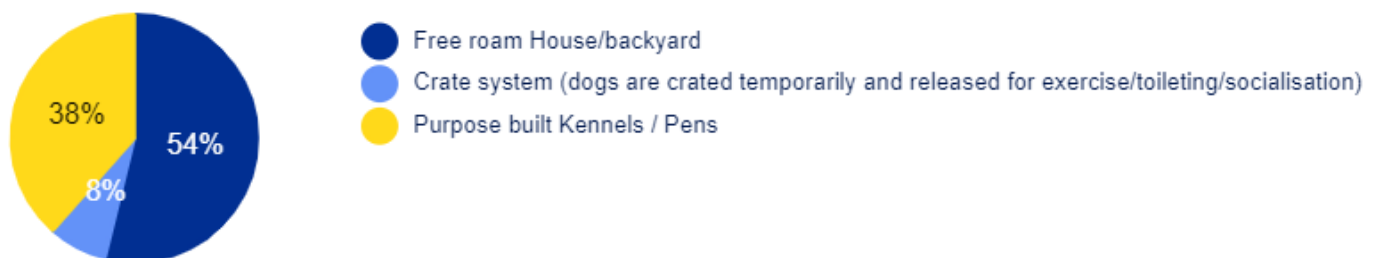 Free roam House/backyard
Crate system (dogs are crated temporarily and released for exercise/toileting/socialisation)
38%
Purpose built Kennels / Pens
54%
8%